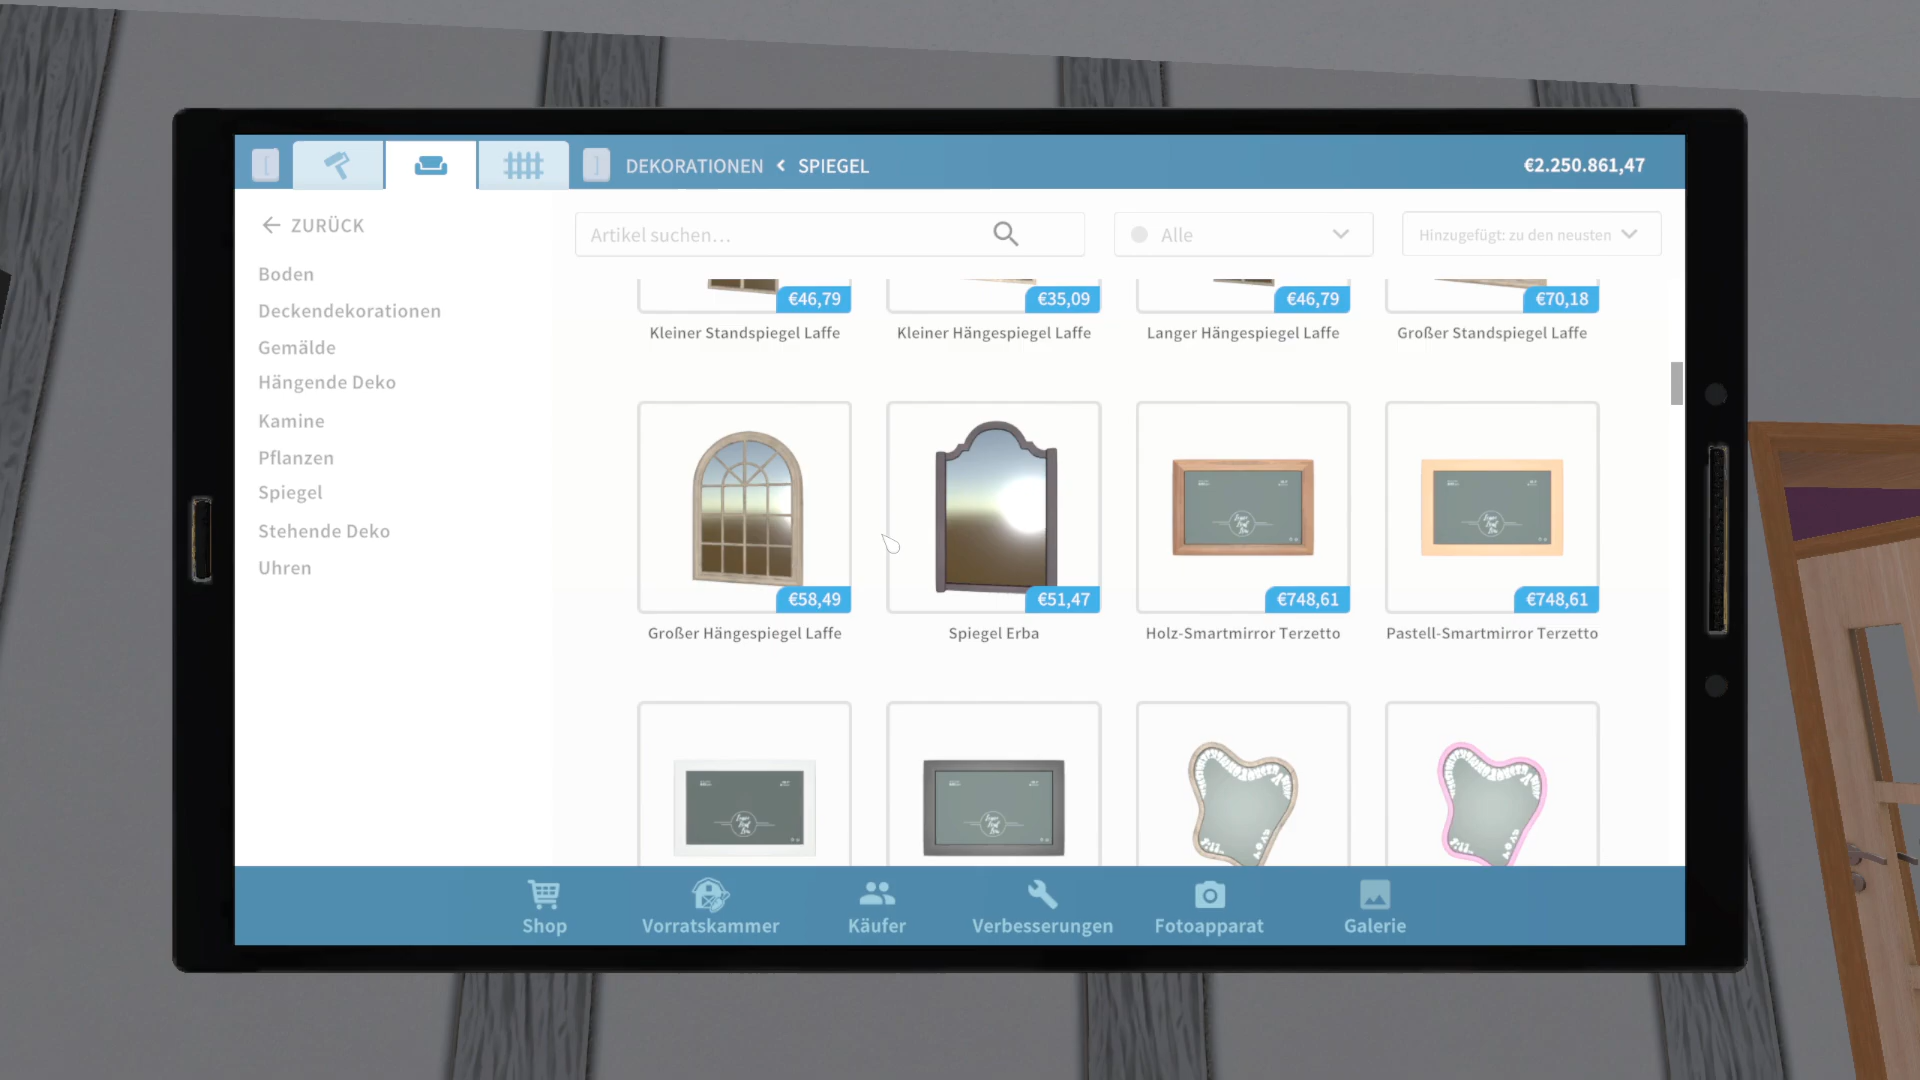 DEKORATIONEN < SPIEGEL
€2.250.861,47
ZURÜCK
Boden
Deckendekorationen
Gemälde
Hängende Deko
Kamine
Pflanzen
Spiegel
Stehende Deko
Uhren
Artikel suchen...
Alle
Hinzugefügt: zu den neusten
€46,79
€35,09
€46,79
€70,18
Kleiner Standspiegel Laffe
Kleiner Hängespiegel Laffe
Langer Hängespiegel Laffe
Großer Standspiegel Laffe
€58,49
€51,47
€748,61
€748,61
Großer Hängespiegel Laffe
Spiegel Erba
Holz-Smartmirror Terzetto
Pastell-Smartmirror Terzetto
Shop
Vorratskammer
Käufer
Verbesserungen
Fotoapparat
Galerie